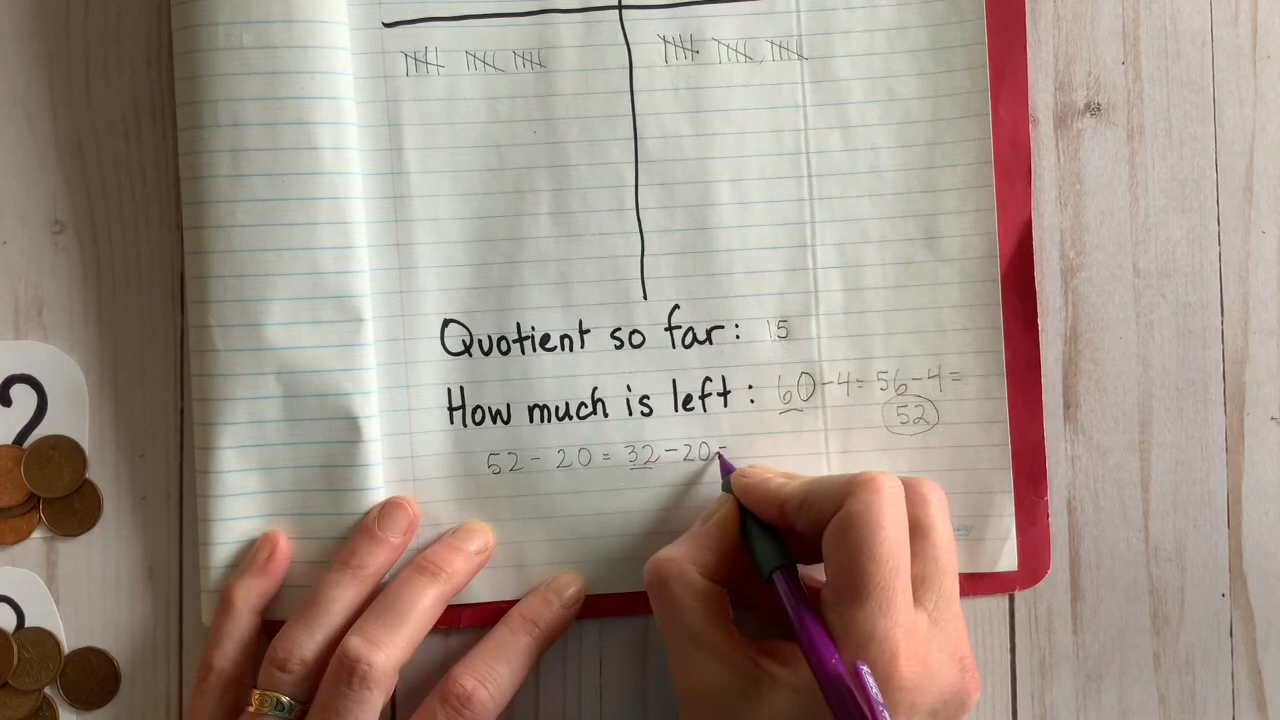 Quotient so far: 15
How much is left: 60-4=56-4=
52
52-20=32-20=